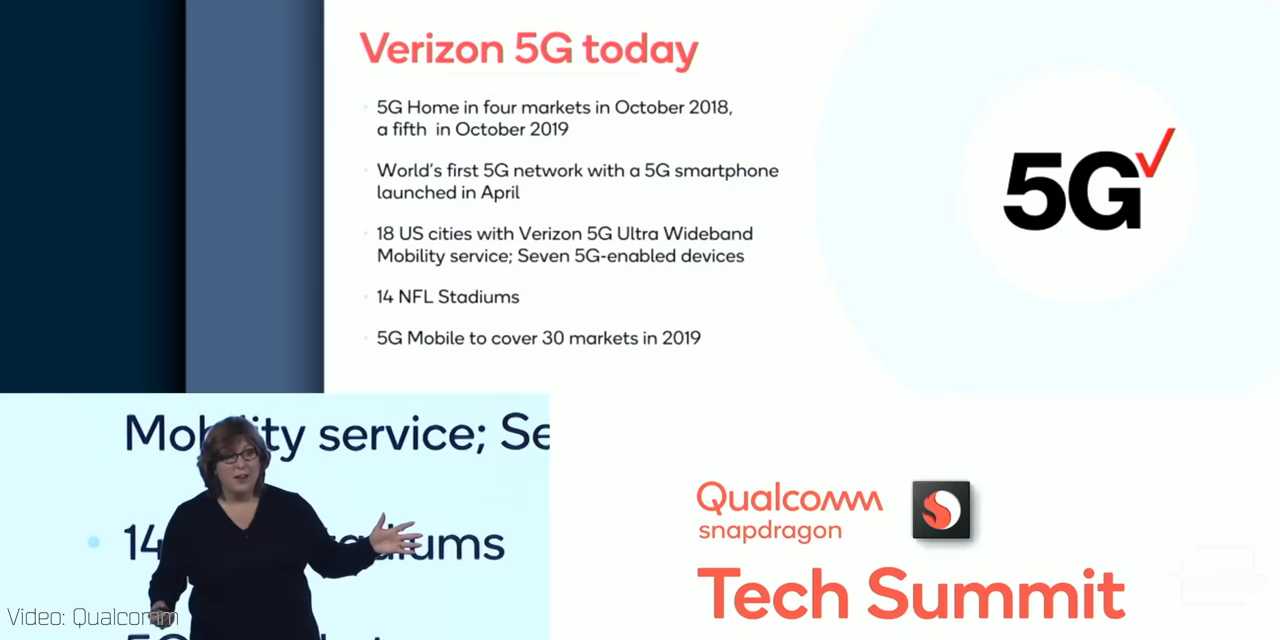 Verizon 5G today
5G Home in four markets in October 2018,
a fifth in October 2019
World's first 5G network with a 5G smartphone
launched in April
18 US cities with Verizon 5G Ultra Wideband
Mobility service; Seven 5G-enabled devices
14 NFL Stadiums
5G Mobile to cover 30 markets in 2019
5G
Mobility service; Se
14 adiums
Qualcomm
snapdragon
Tech Summit
Video: Qualcomm